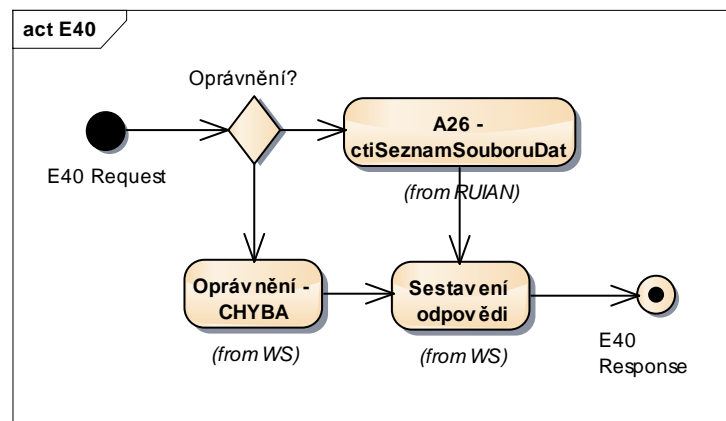 act E40
Oprávnění?
A26 -
ctiSeznamSouboruDat
E40 Request
(from RUIAN)
Oprávnění -
CHYBA
Sestavení
odpovědi
(from WS)
(from WS)
E40
Response